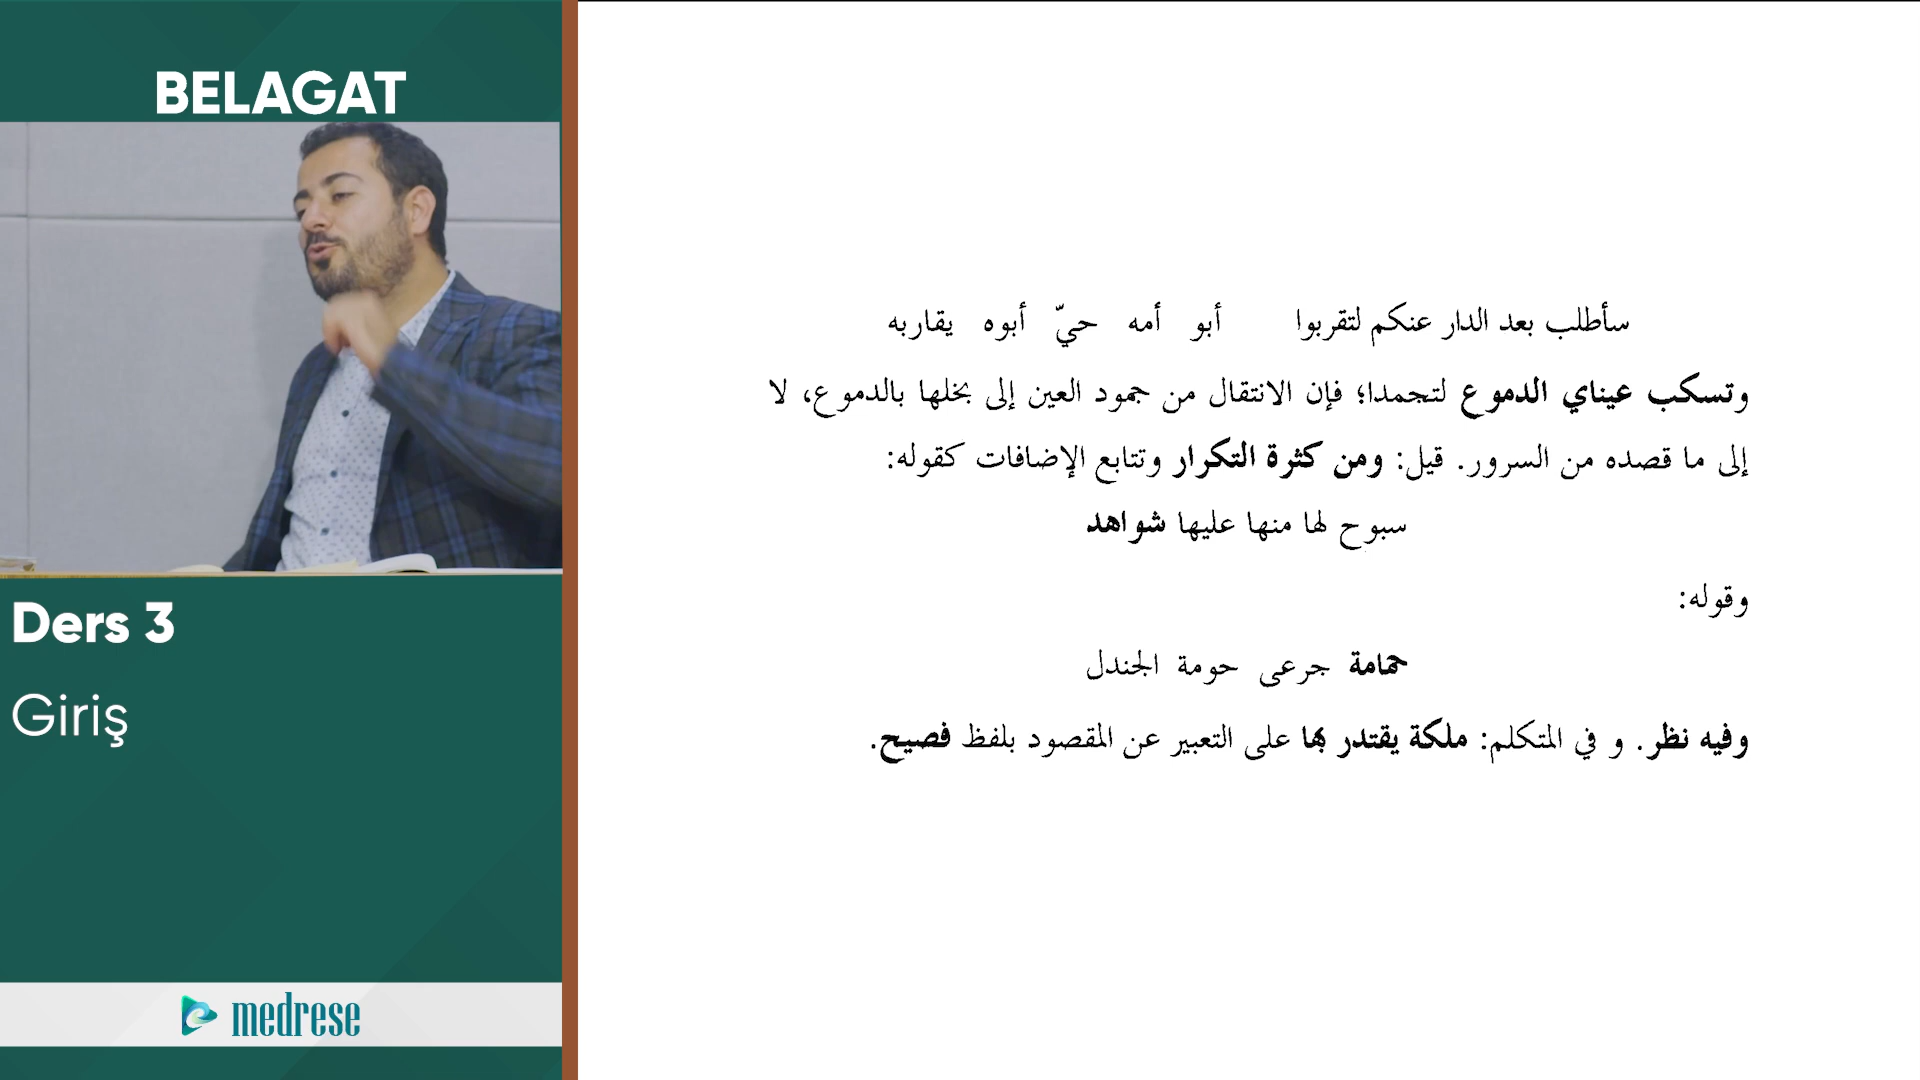 BELAGAT
Ders 3
Giriş
medrese
سأطلب بعد الدار عنكم لتقربوا أبو أمه حيّ أبوه يقاربه
وتسكب عيناي الدموع لتجمدا؛ فإن الانتقال من جمود العين إلى بخلها بالدموع، لا
إلى ما قصده من السرور. قيل: ومن كثرة التكرار وتتابع الإضافات كقوله:
سبوح لها منها عليها شواهد
وقوله:
حمامة جرعى حومة الجندل
وفيه نظر. و في المتكلم: ملكة يقتدر بها على التعبير عن المقصود بلفظ فصيح.